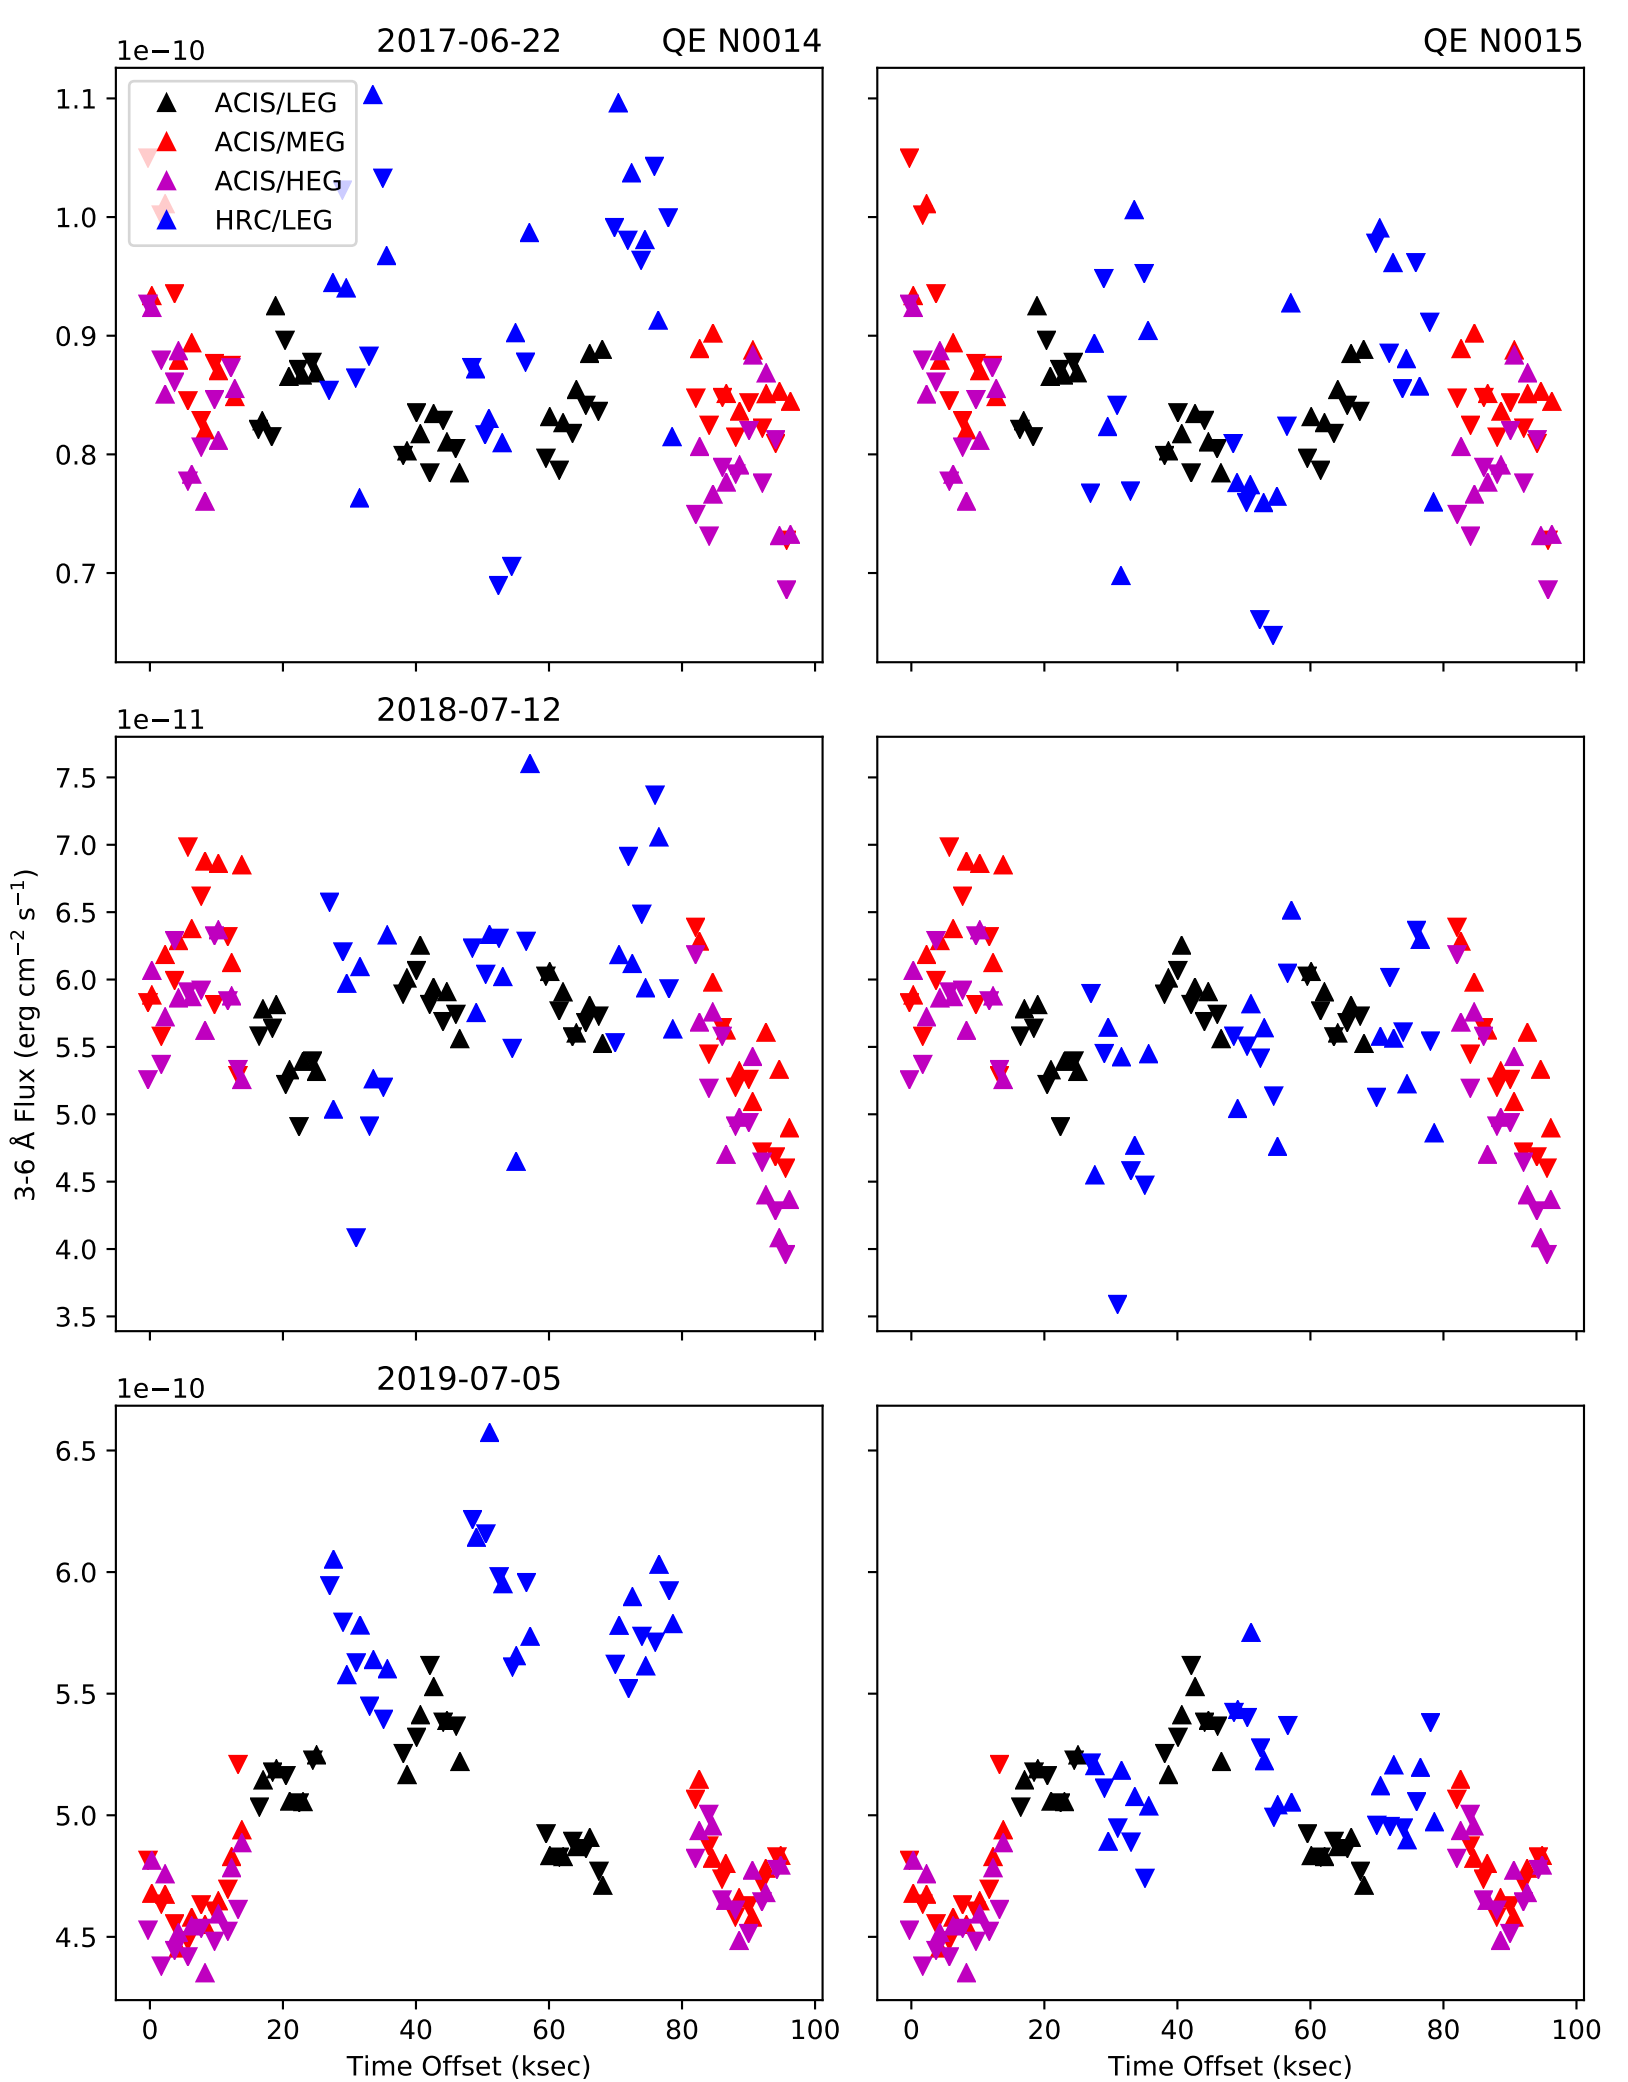 2017-06-22 QE N0014 QE N0015
1e−10
ACIS/LEG
ACIS/MEG
ACIS/HEG
HRC/LEG
1.1
1.0
0.9
0.8
0.7
2018-07-12
1e−11
7.5
7.0
6.5
6.0
5.5
5.0
4.5
4.0
3.5
3-6 Å Flux (erg cm⁻² s⁻¹)
2019-07-05
1e−10
6.5
6.0
5.5
5.0
4.5
0 20 40 60 80 100 0 20 40 60 80 100
Time Offset (ksec) Time Offset (ksec)